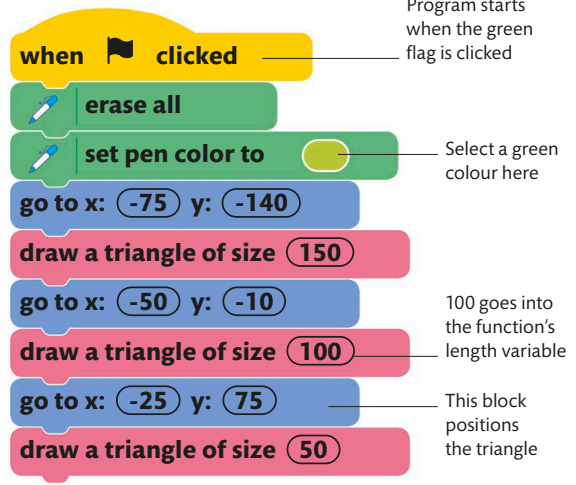 Program starts
when the green
flag is clicked
when clicked
erase all
set pen color to
Select a green
colour here
go to x: -75 y: -140
draw a triangle of size 150
go to x: -50 y: -10
draw a triangle of size 100
100 goes into
the function's
length variable
go to x: -25 y: 75
This block
positions
the triangle
draw a triangle of size 50